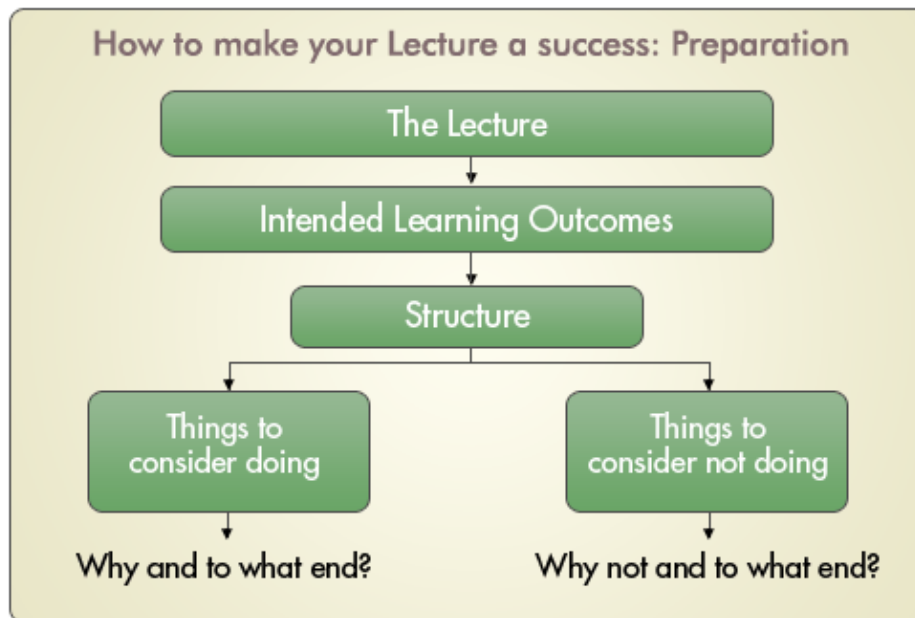 How to make your Lecture a success: Preparation
The Lecture
Intended Learning Outcomes
Structure
Things to
consider doing
Things to
consider not doing
Why and to what end?
Why not and to what end?